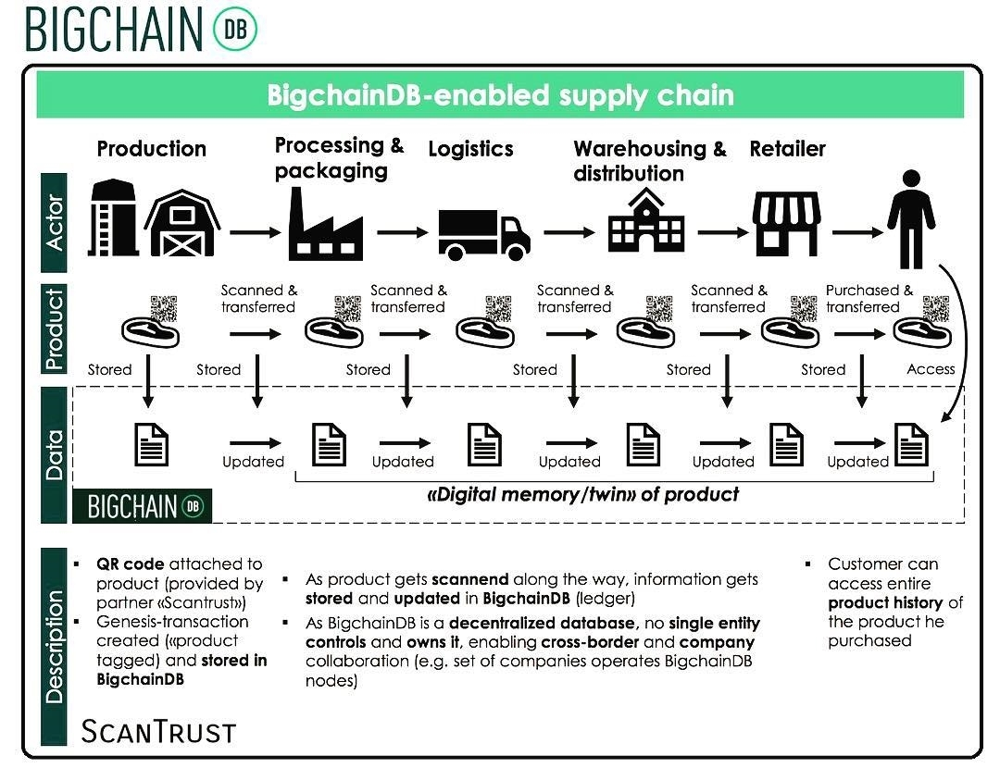 BIGCHAIN DB
BigchainDB-enabled supply chain
Production
Processing &
packaging
Logistics
Warehousing &
distribution
Retailer
Actor
Product
Scanned &
transferred
Scanned &
transferred
Scanned &
transferred
Scanned &
transferred
Purchased &
transferred
Stored
Stored
Stored
Stored
Stored
Stored
Access
Data
Updated
Updated
Updated
Updated
Updated
«Digital memory/twin» of product
BIGCHAIN DB
Description
▪ QR code attached to
product (provided by
partner «Scantrust»)
▪ Genesis-transaction
created («product
tagged) and stored in
BigchainDB
▪ As product gets scannend along the way, information gets
stored and updated in BigchainDB (ledger)
▪ As BigchainDB is a decentralized database, no single entity
controls and owns it, enabling cross-border and company
collaboration (e.g. set of companies operates BigchainDB
nodes)
▪ Customer can
access entire
product history of
the product he
purchased
SCANTRUST